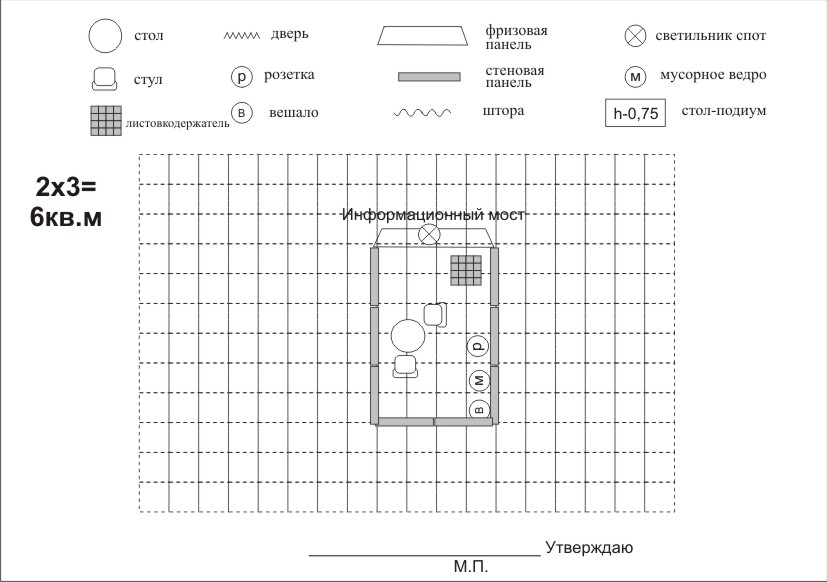 стол
дверь
фризовая
панель
светильник спот
стул
р
розетка
стеновая
панель
м
мусорное ведро
листовкодержатель
в
вешало
штора
h-0,75
стол-подиум
2х3=
6кв.м
Информационный мост
р
м
в
Утверждаю
М.П.